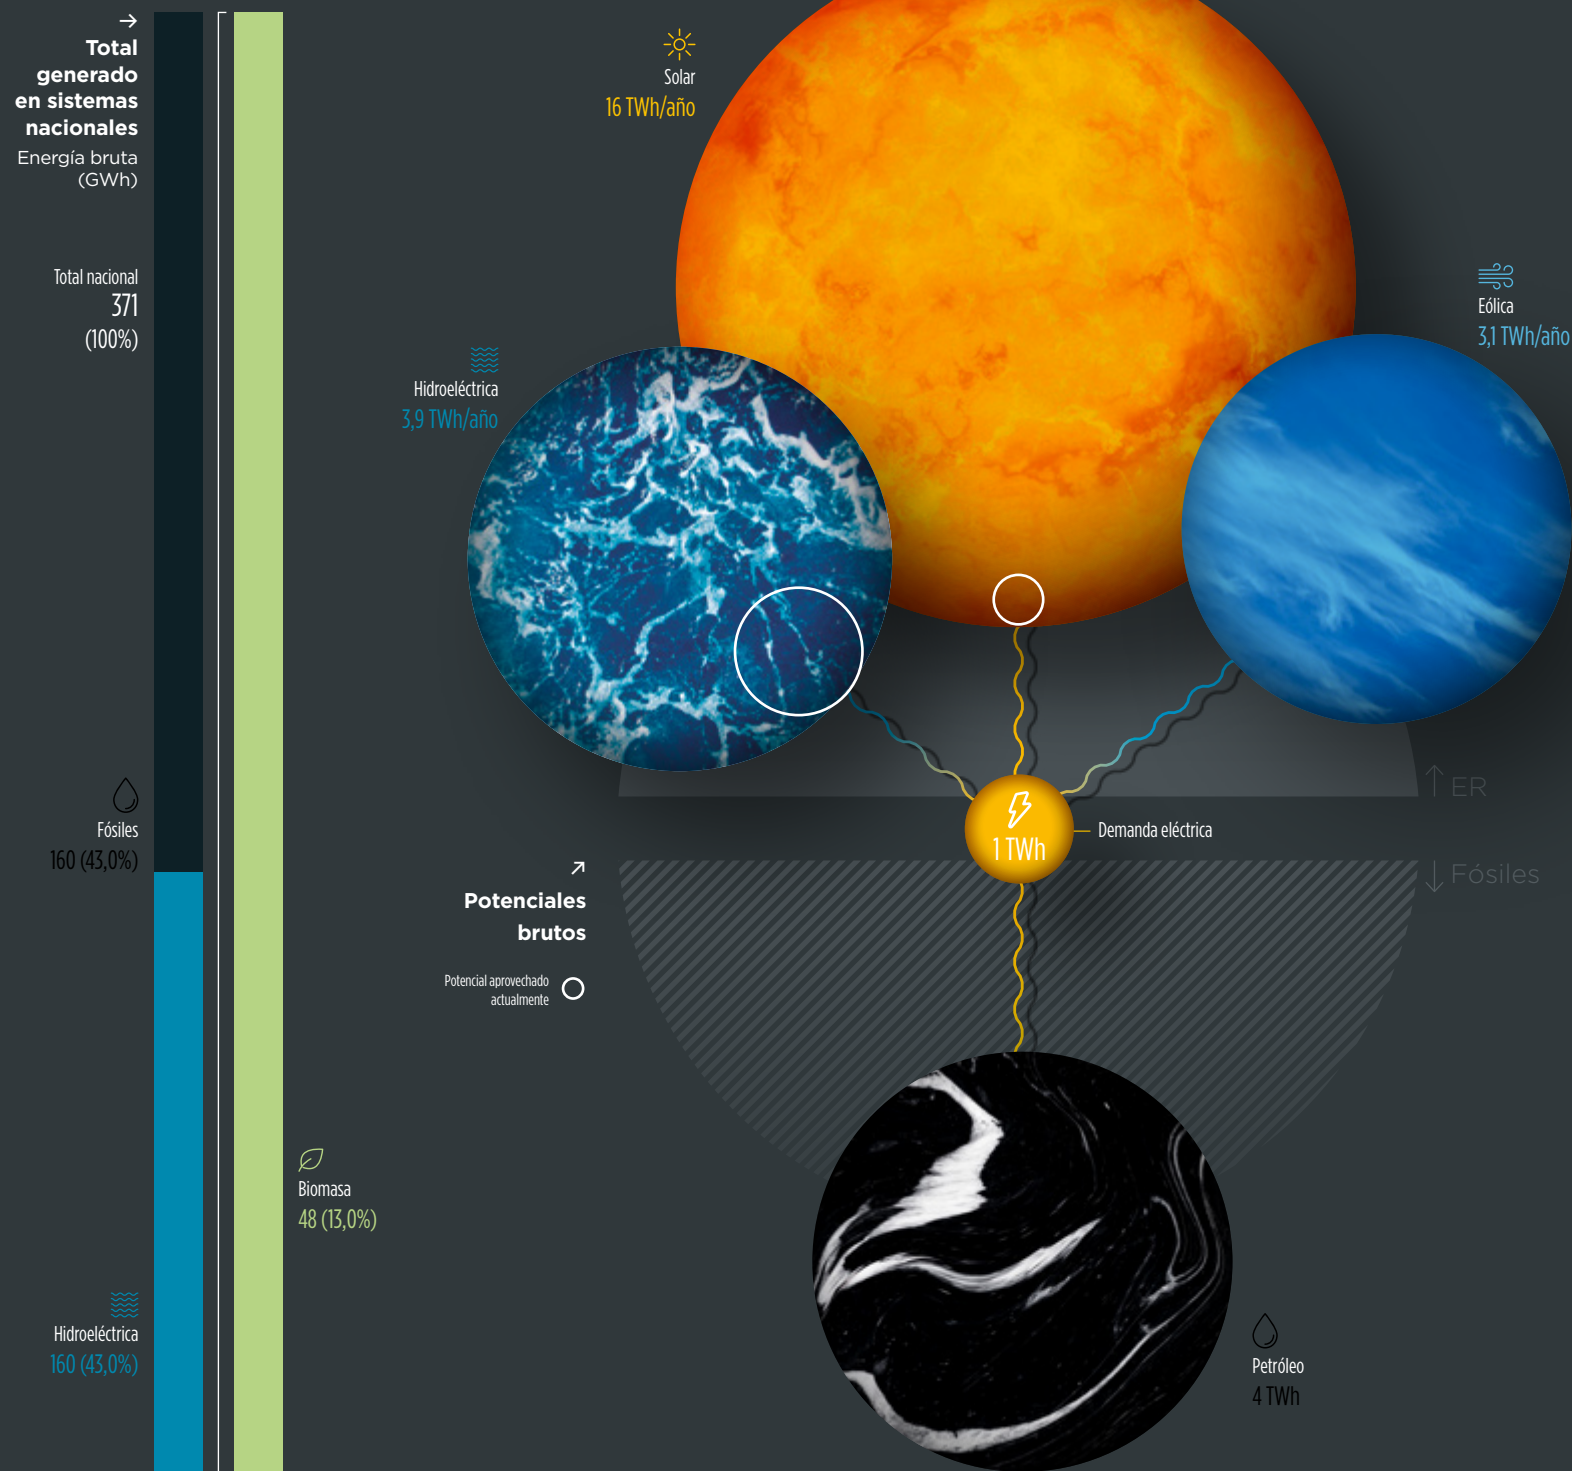 →
Total
generado
en sistemas
nacionales
Energía bruta
(GWh)
Total nacional
371
(100%)
Fósiles
160 (43,0%)
Hidroeléctrica
160 (43,0%)
Biomasa
48 (13,0%)
Solar
16 TWh/año
Hidroeléctrica
3,9 TWh/año
Eólica
3,1 TWh/año
↑ ER
1 TWh
Demanda eléctrica
↓ Fósiles
↗
Potenciales
brutos
Potencial aprovechado
actualmente
Petróleo
4 TWh